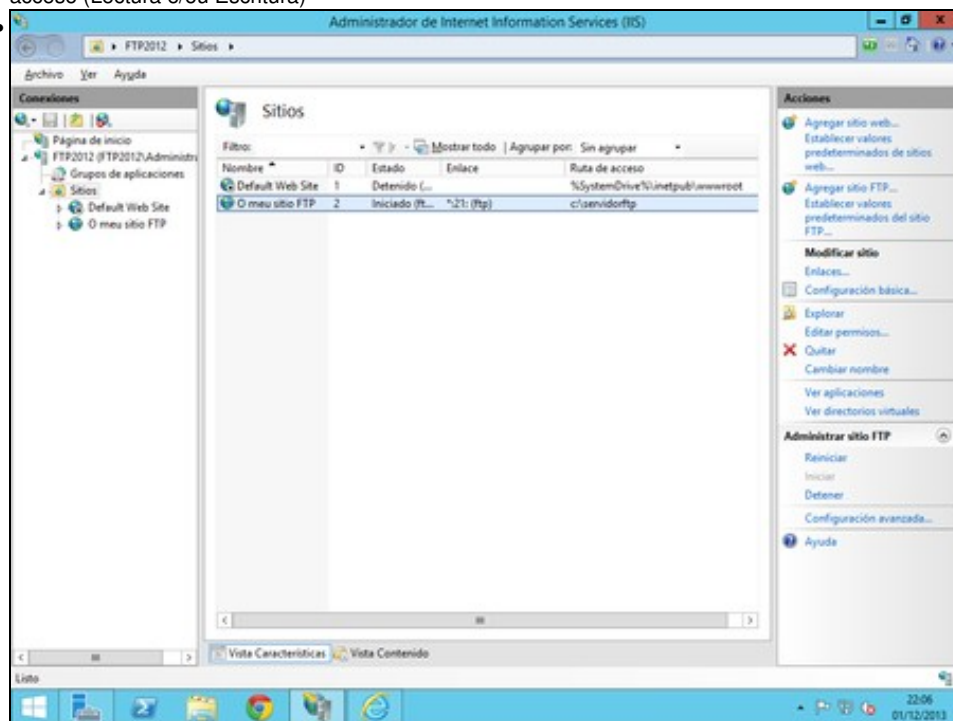 acceso (Lectura e/ou Escritura)
Administrador de Internet Information Services (IIS)
FTP2012 Sitios
Archivo Ver Ayuda
Conexiones
Página de inicio
FTP2012 (FTP2012\Administra
Grupos de aplicaciones
Sitios
Default Web Site
O meu sitio FTP
Sitios
Filtro: Mostrar todo Agrupar por: Sin agrupar
Nombre ID Estado Enlace Ruta de acceso
Default Web Site 1 Detenido (... %SystemDrive%\inetpub\wwwroot
O meu sitio FTP 2 Iniciado (ft... *:21: (ftp) c:\servidorftp
Vista Características Vista Contenido
Acciones
Agregar sitio web...
Establecer valores
predeterminados de sitios
web...
Agregar sitio FTP...
Establecer valores
predeterminados del sitio
FTP...
Modificar sitio
Enlaces...
Configuración básica...
Explorar
Editar permisos...
Quitar
Cambiar nombre
Ver aplicaciones
Ver directorios virtuales
Administrar sitio FTP
Reiniciar
Iniciar
Detener
Configuración avanzada...
Ayuda
Listo
22:06
01/12/2013